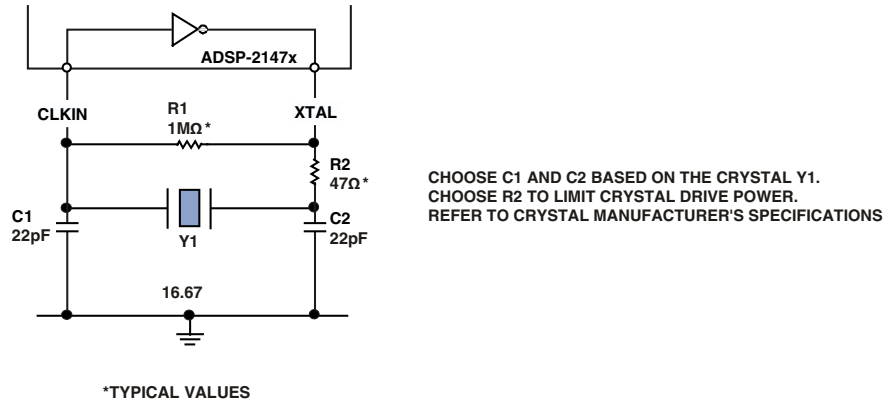 ADSP-2147x
CLKIN
R1
1MΩ*
XTAL
R2
47Ω*
C1
22pF
Y1
C2
22pF
16.67
*TYPICAL VALUES
CHOOSE C1 AND C2 BASED ON THE CRYSTAL Y1.
CHOOSE R2 TO LIMIT CRYSTAL DRIVE POWER.
REFER TO CRYSTAL MANUFACTURER'S SPECIFICATIONS